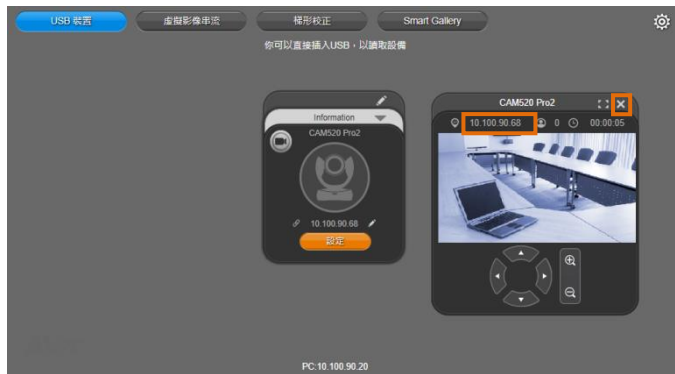 USB 裝置 虛擬影像串流 梯形校正 Smart Gallery
你可以直接插入USB，以讀取設備
Information
CAM520 Pro2
10.100.90.68
設定
CAM520 Pro2
10.100.90.68 0 00:00:05
PC:10.100.90.20